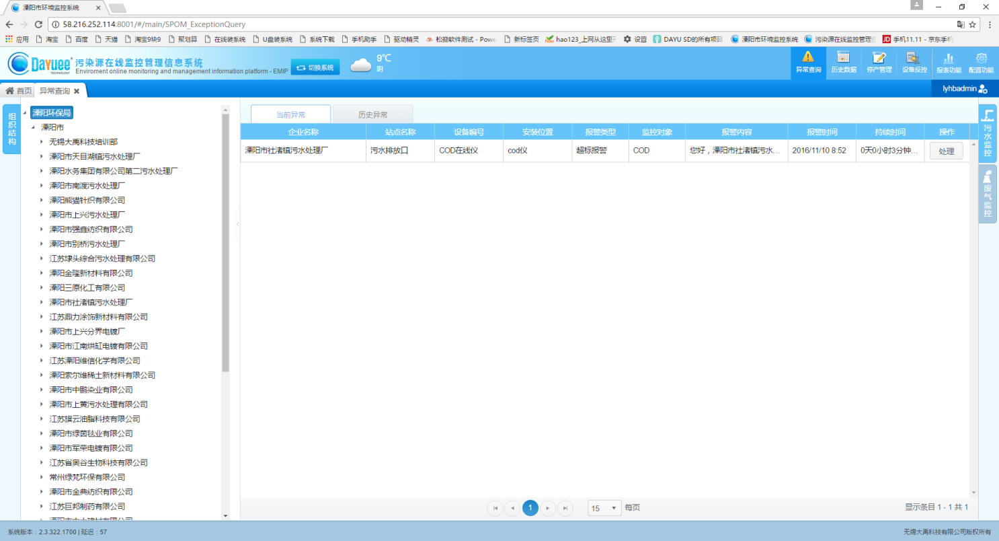 溧阳市环境监控系统
58.216.252.114:8001/#/main/SPOM_ExceptionQuery
应用 淘宝 百度 天猫 淘宝9块9 聚划算 在线装系统 U盘装系统 系统下载 手机助手 驱动精灵 松勤软件测试 - Powe 新标签页 hao123_上网从这里 设置 DAYU SD的所有项目 溧阳市环境监控系统 污染源在线监控管理 手机11.11 - 京东手机
Dayuee TECHNOLOGY 污染源在线监控管理信息系统
Enviroment online monitoring and management information platform - EMIP
切换系统
9℃
阴
异常查询 历史数据 停产管理 设备反控 报表功能 配置功能
首页 异常查询
lyhbadmin
组织结构
溧阳环保局
溧阳市
无锡大禹科技培训部
溧阳市天目湖镇污水处理厂
溧阳水务集团有限公司第二污水处理厂
溧阳市南渡污水处理厂
溧阳熊猫针织有限公司
溧阳市上兴污水处理厂
溧阳市强鑫纺织有限公司
溧阳市别桥污水处理厂
江苏埭头综合污水处理有限公司
溧阳金隆新材料有限公司
溧阳三原化工有限公司
溧阳市社渚镇污水处理厂
江苏鼎力涂饰新材料有限公司
溧阳市上兴分界电镀厂
溧阳市江南烘缸电镀有限公司
江苏溧阳维信化学有限公司
溧阳索尔维稀土新材料有限公司
溧阳市中鹏染业有限公司
溧阳市上黄污水处理有限公司
江苏旗云油脂科技有限公司
溧阳市绿茵毯业有限公司
溧阳市军荣电镀有限公司
江苏省奥谷生物科技有限公司
常州绿梵环保有限公司
溧阳市金典纺织有限公司
江苏巨邦制药有限公司
当前异常 历史异常
企业名称 站点名称 设备编号 安装位置 报警类型 监控对象 报警内容 报警时间 持续时间 操作
溧阳市社渚镇污水处理厂 污水排放口 COD在线仪 cod仪 超标报警 COD 您好，溧阳市社渚镇污水... 2016/11/10 8:52 0天0小时3分钟... 处理
污水监控
废气监控
1 15 每页 显示条目 1 - 1 共 1
系统版本：2.3.322.1700 | 延迟：57
无锡大禹科技有限公司版权所有